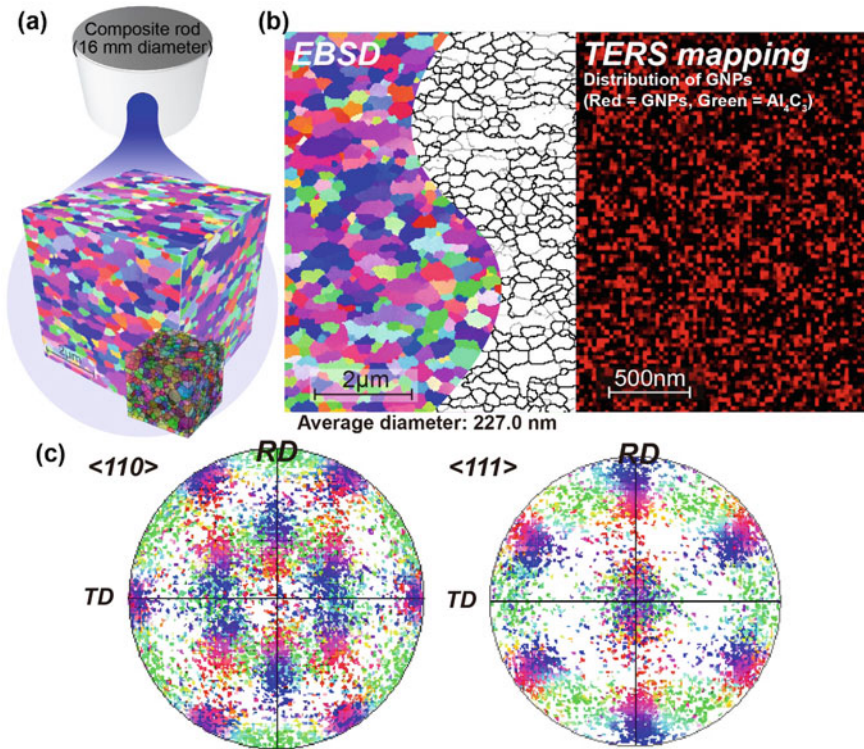 (a)
Composite rod
(16 mm diameter)
2μm
(b)
EBSD
2μm
Average diameter: 227.0 nm
TERS mapping
Distribution of GNPs
(Red = GNPs, Green = Al₄C₃)
500nm
(c)
<110>
RD
TD
<111>
RD
TD